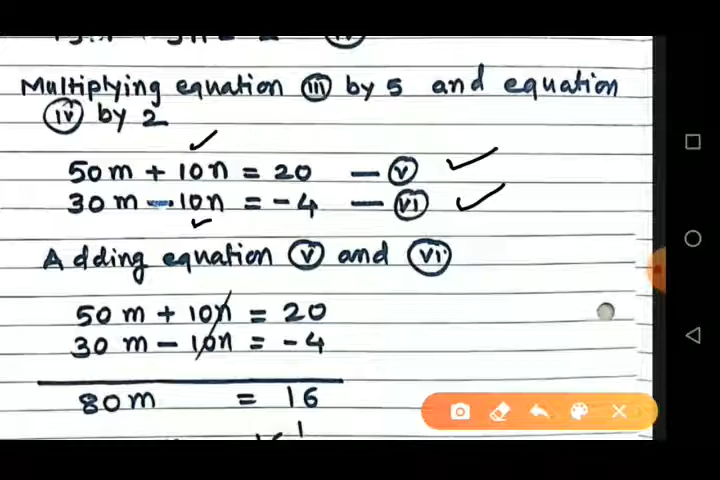 Multiplying equation (iii) by 5 and equation
(iv) by 2
50m + 10n = 20 — (v)
30m - 10n = -4 — (vi)
Adding equation (v) and (vi)
50m + 10n = 20
30m - 10n = -4
80m = 16